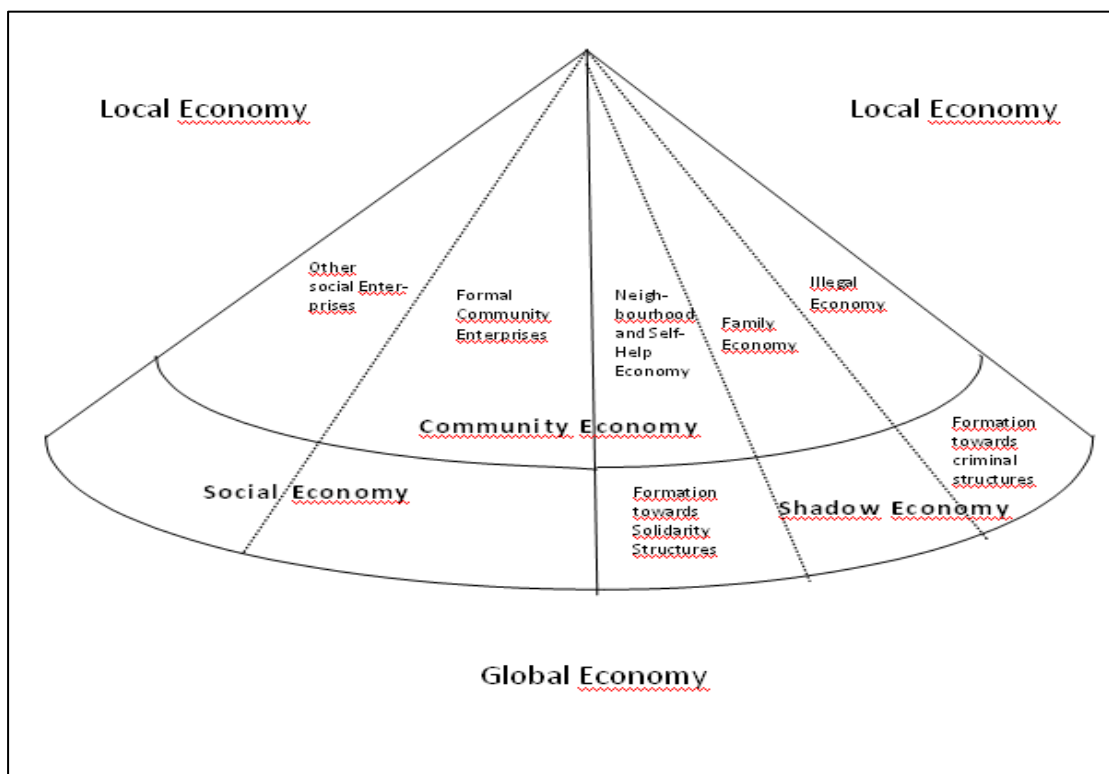 Local Economy
Local Economy
Other
social Enter-
prises
Formal
Community
Enterprises
Neigh-
bourhood
and Self-
Help
Economy
Family
Economy
Illegal
Economy
Community Economy
Social Economy
Formation
towards
Solidarity
Structures
Shadow Economy
Formation
towards
criminal
structures
Global Economy